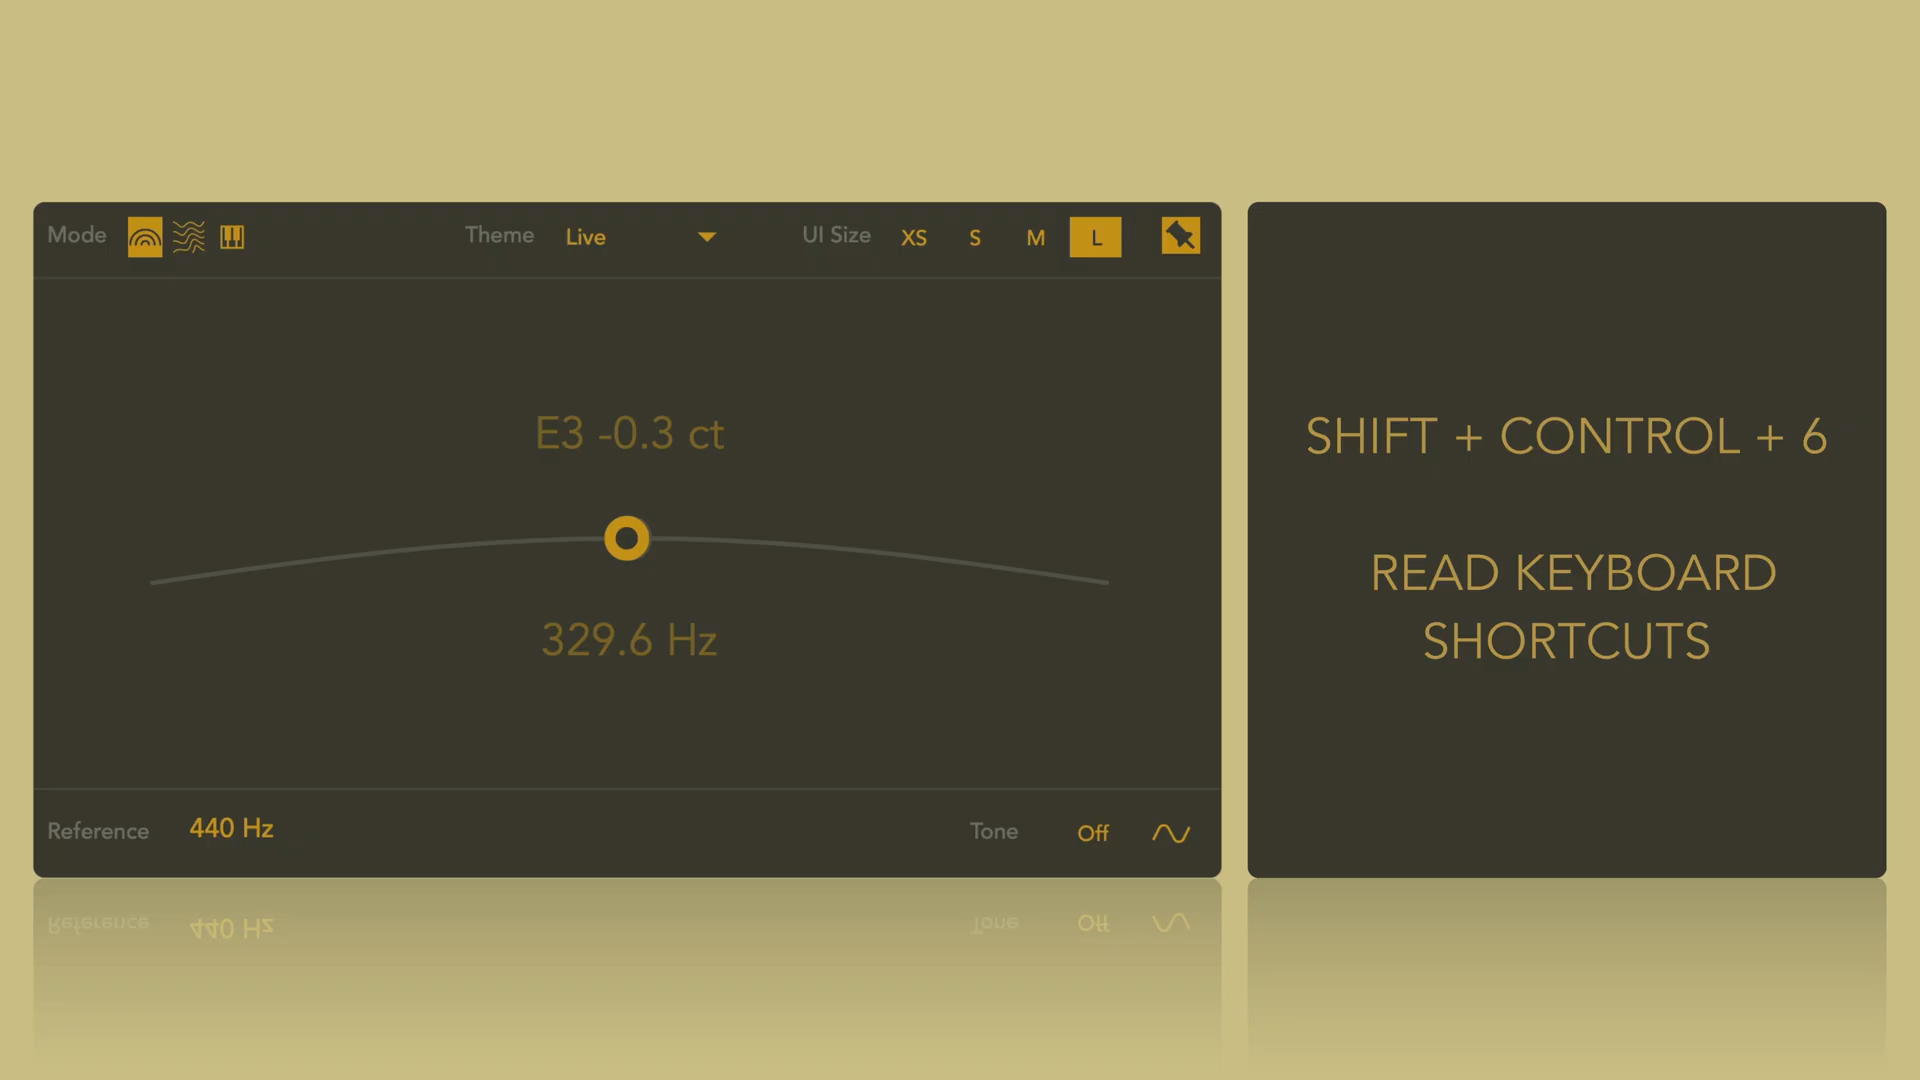 Mode Theme Live UI Size XS S M L
E3 -0.3 ct
329.6 Hz
Reference 440 Hz Tone Off
SHIFT + CONTROL + 6
READ KEYBOARD
SHORTCUTS